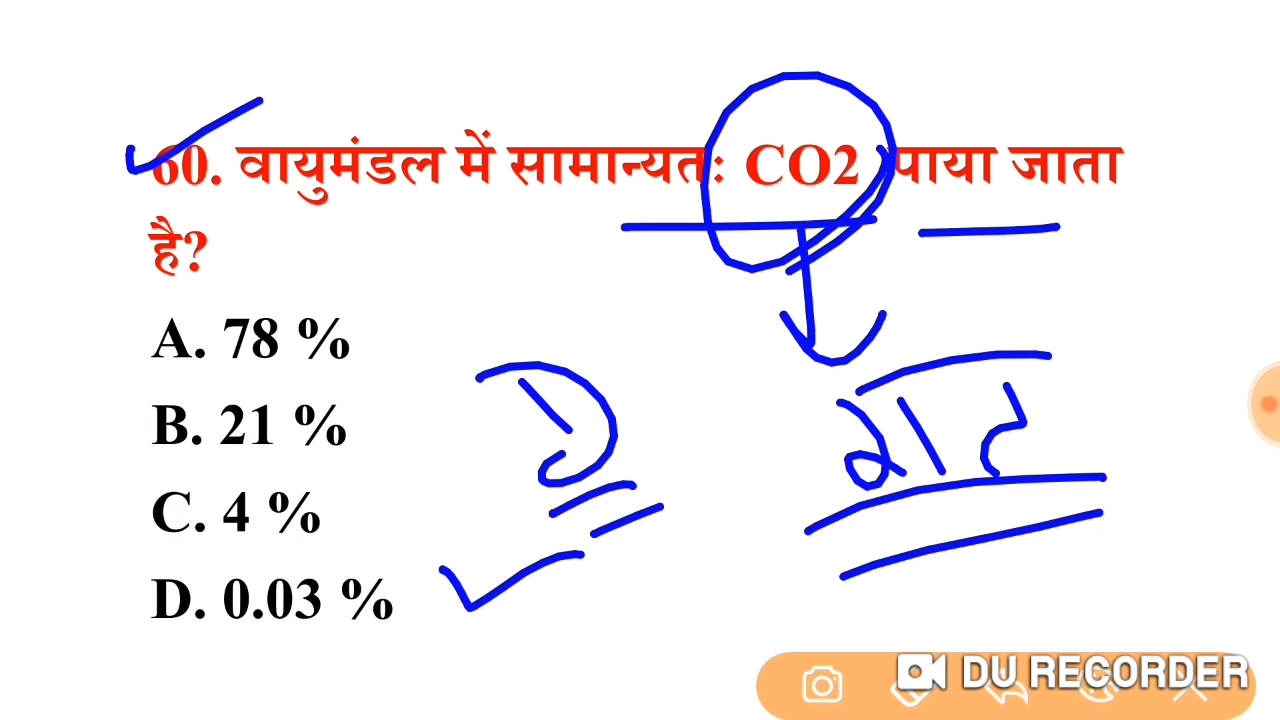 60. वायुमंडल में सामान्यतः CO2 पाया जाता
है?
A. 78 %
B. 21 %
C. 4 %
D. 0.03 %
D
DU RECORDER